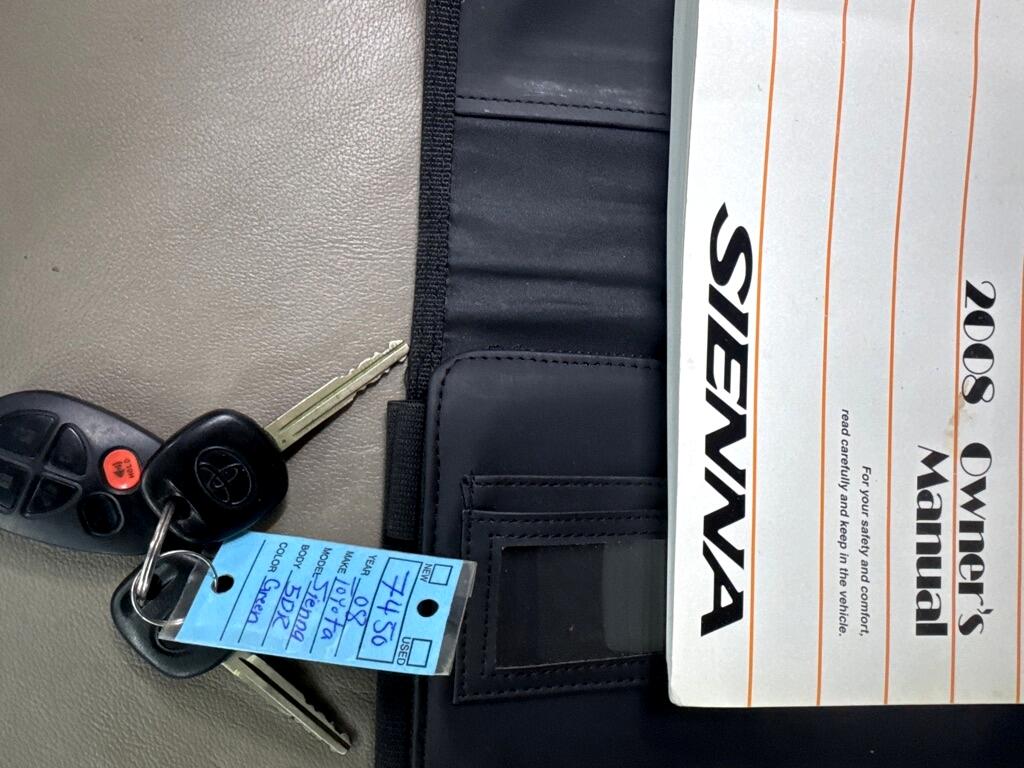 2008 Owner's
Manual
For your safety and comfort,
read carefully and keep in the vehicle.
SIENNA
NEW USED
7450
YEAR 08
MAKE TOYOTA
MODEL Sienna
BODY 5DR
COLOR Green
HOLD